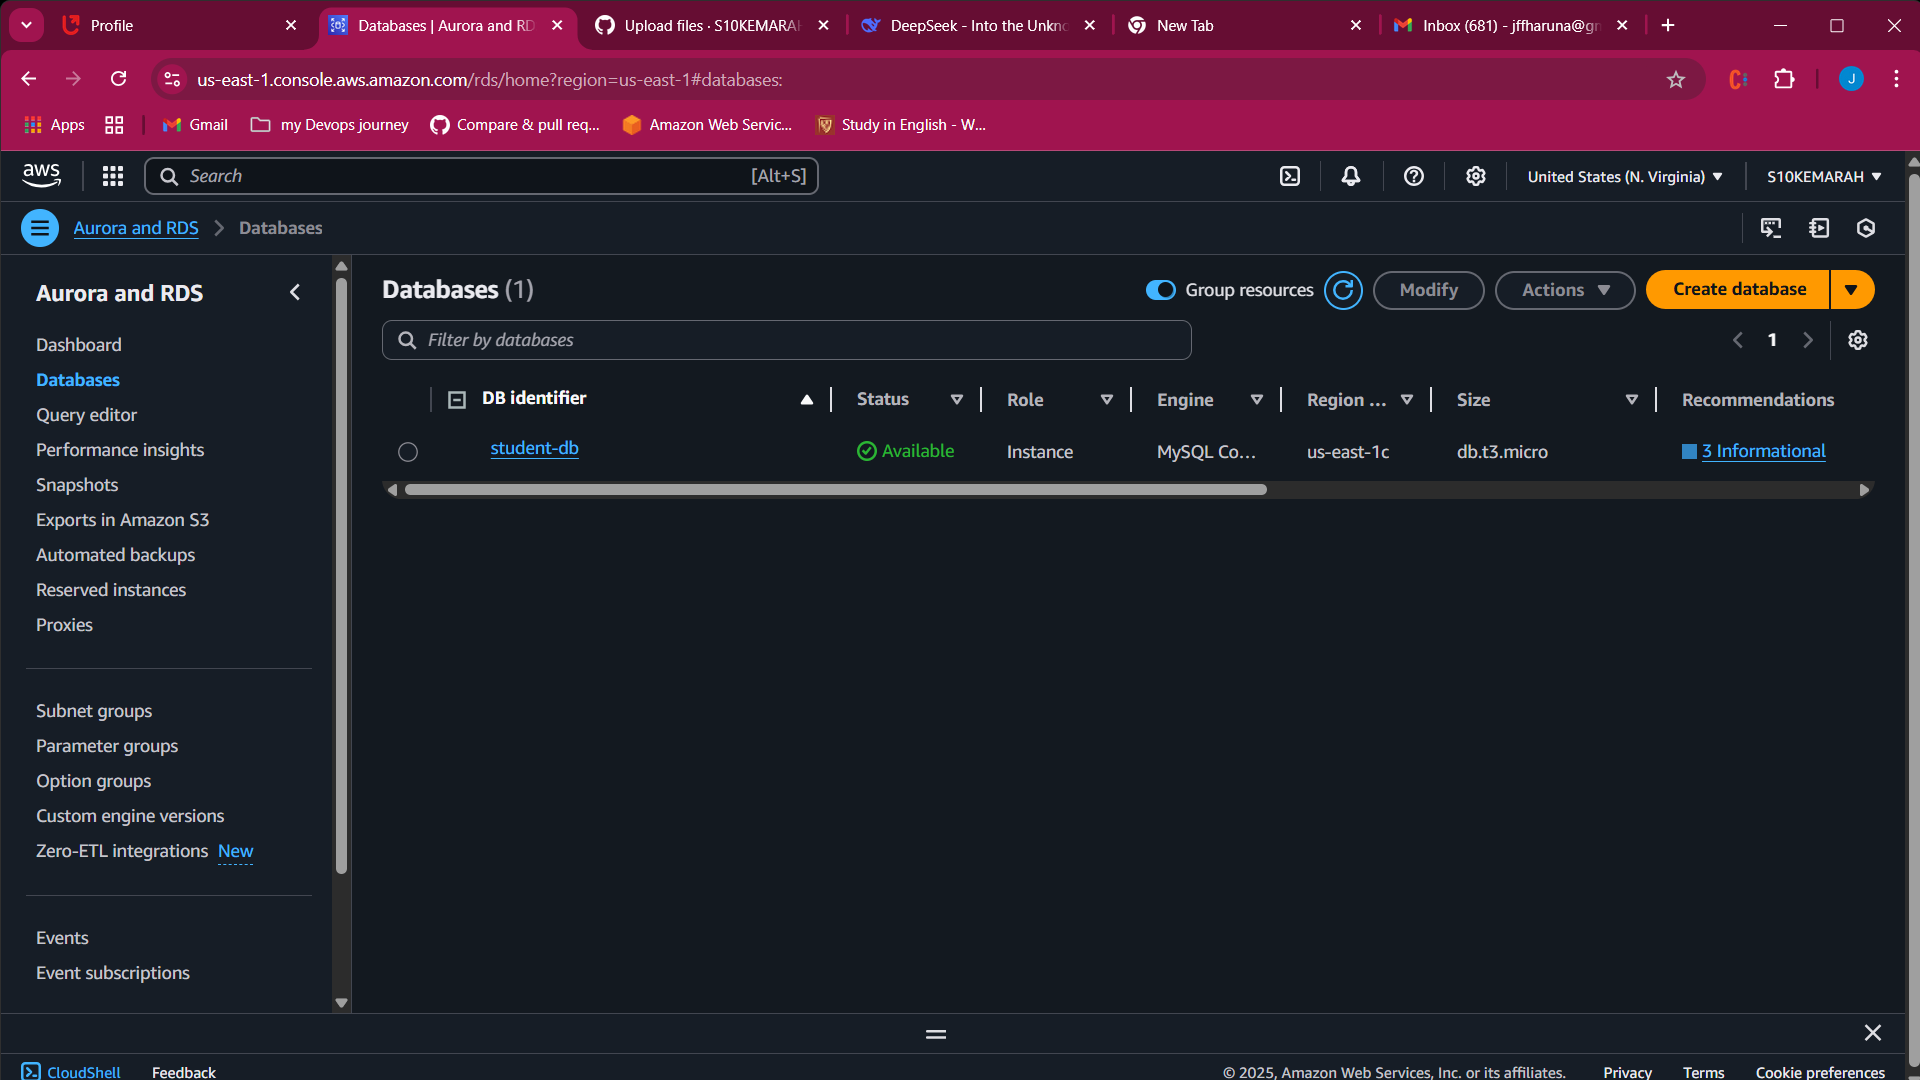 Profile
Databases | Aurora and RD
Upload files · S10KEMARAH
DeepSeek - Into the Unkno
New Tab
Inbox (681) - jffharuna@gm
us-east-1.console.aws.amazon.com/rds/home?region=us-east-1#databases:
J
Apps
Gmail
my Devops journey
Compare & pull req...
Amazon Web Servic...
Study in English - W...
aws
Search
[Alt+S]
United States (N. Virginia)
S10KEMARAH
Aurora and RDS
Databases
Aurora and RDS
Dashboard
Databases
Query editor
Performance insights
Snapshots
Exports in Amazon S3
Automated backups
Reserved instances
Proxies
Subnet groups
Parameter groups
Option groups
Custom engine versions
Zero-ETL integrations New
Events
Event subscriptions
Databases (1)
Group resources
Modify
Actions
Create database
Filter by databases
1
DB identifier Status Role Engine Region ... Size Recommendations
student-db Available Instance MySQL Co... us-east-1c db.t3.micro 3 Informational
CloudShell
Feedback
© 2025, Amazon Web Services, Inc. or its affiliates.
Privacy
Terms
Cookie preferences